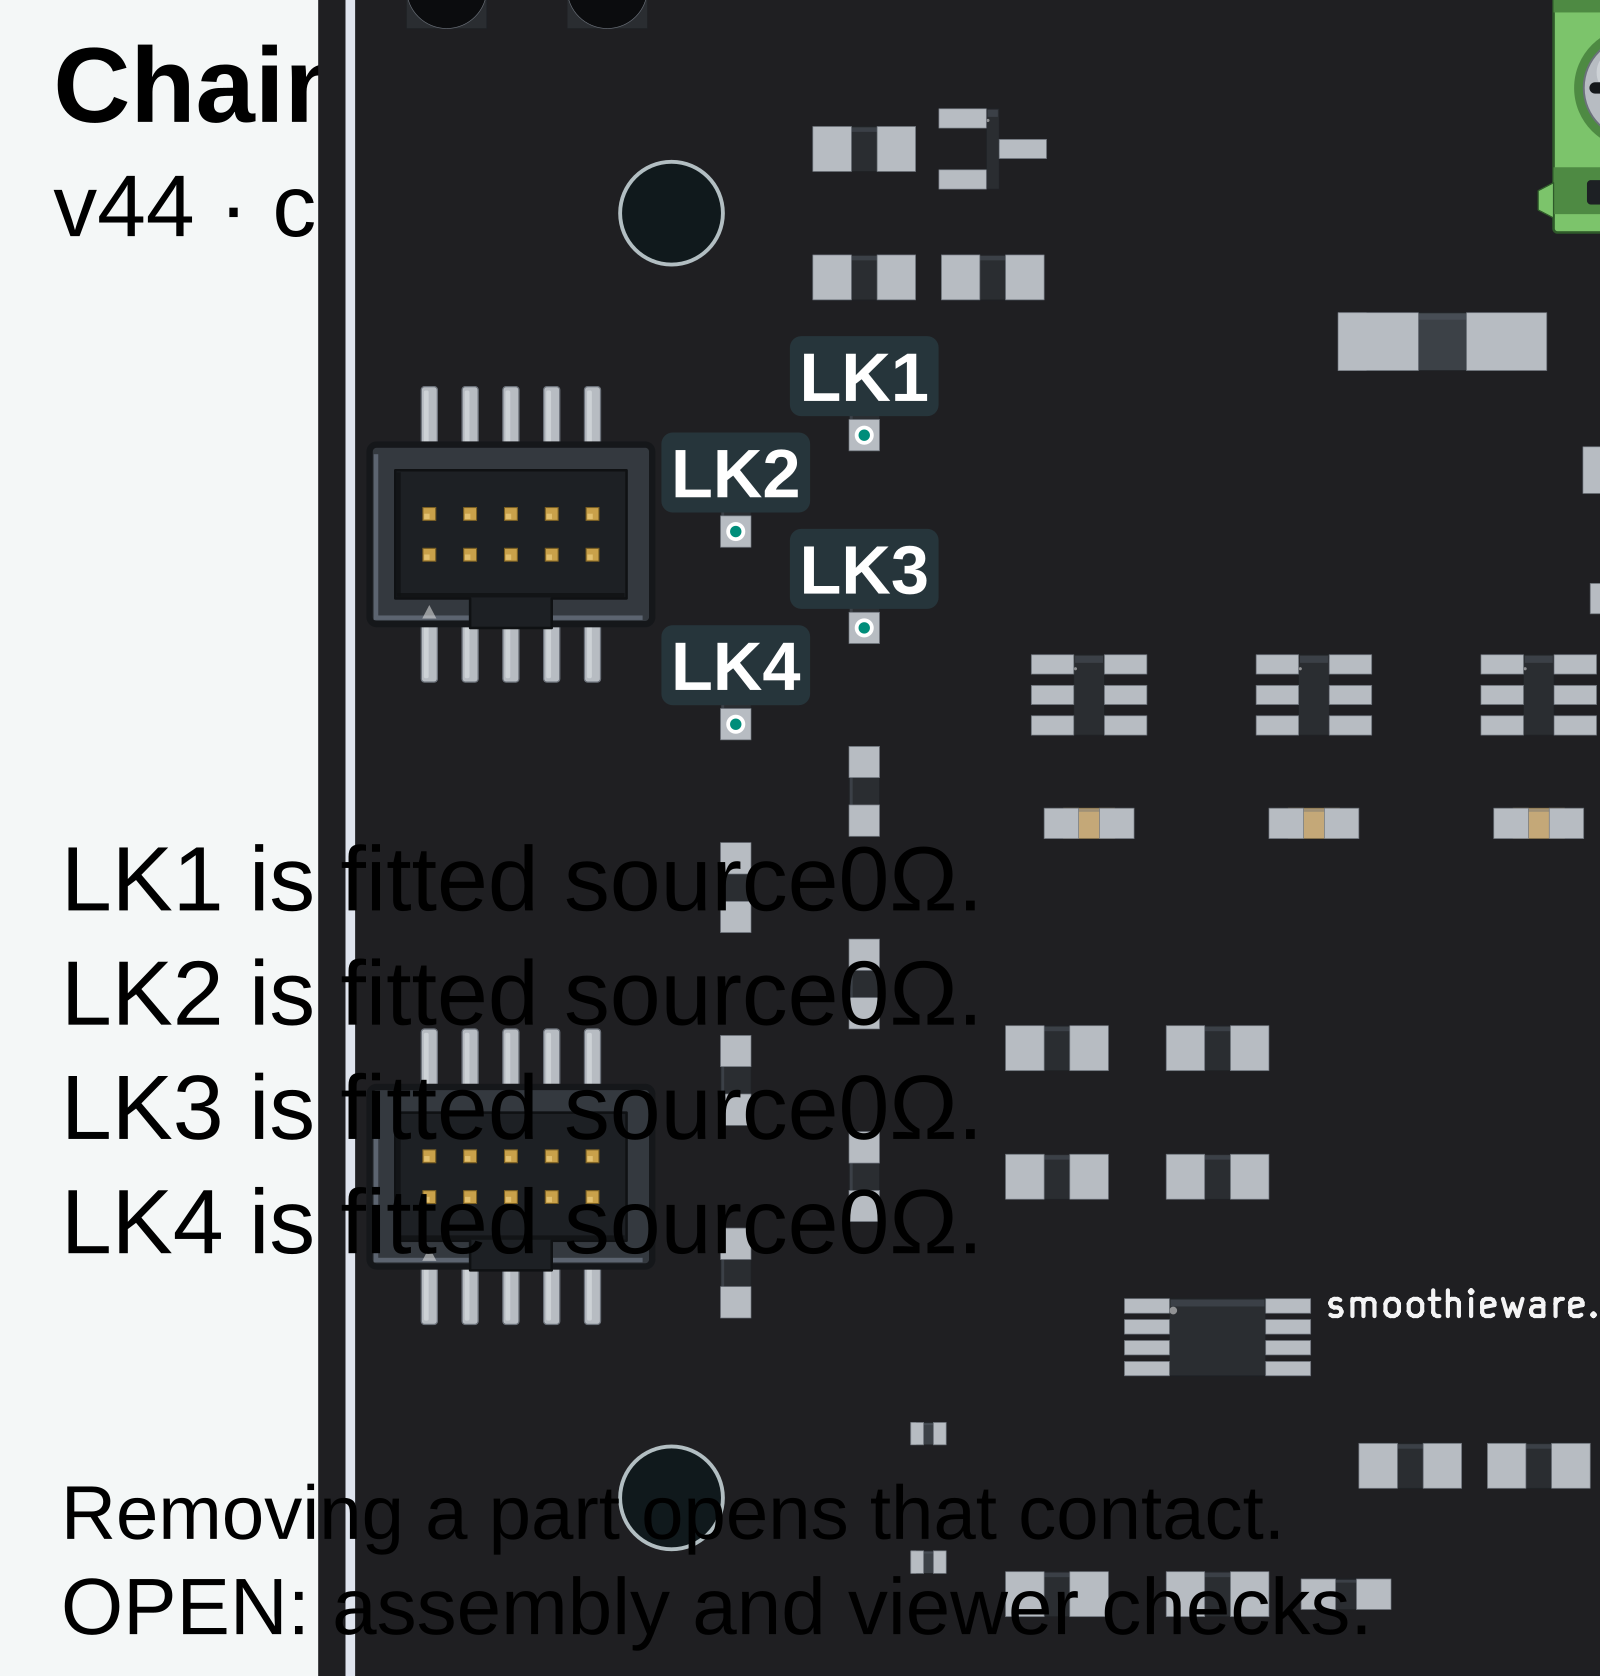 Chain
v44 · c
LK1
LK2
LK3
LK4
LK1 is fitted source0Ω.
LK2 is fitted source0Ω.
LK3 is fitted source0Ω.
LK4 is fitted source0Ω.
smoothieware.
Removing a part opens that contact.
OPEN: assembly and viewer checks.